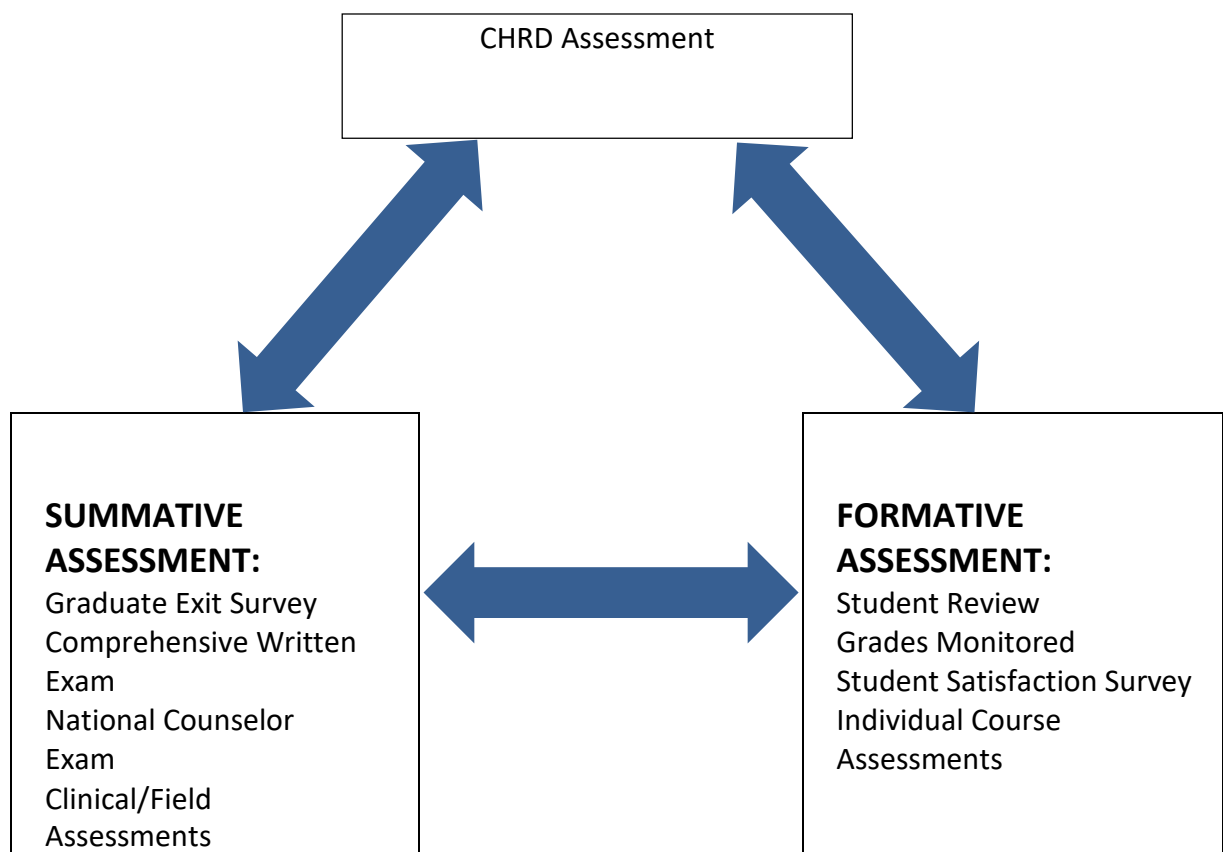 CHRD Assessment
SUMMATIVE
ASSESSMENT:
Graduate Exit Survey
Comprehensive Written
Exam
National Counselor
Exam
Clinical/Field
Assessments
FORMATIVE
ASSESSMENT:
Student Review
Grades Monitored
Student Satisfaction Survey
Individual Course
Assessments